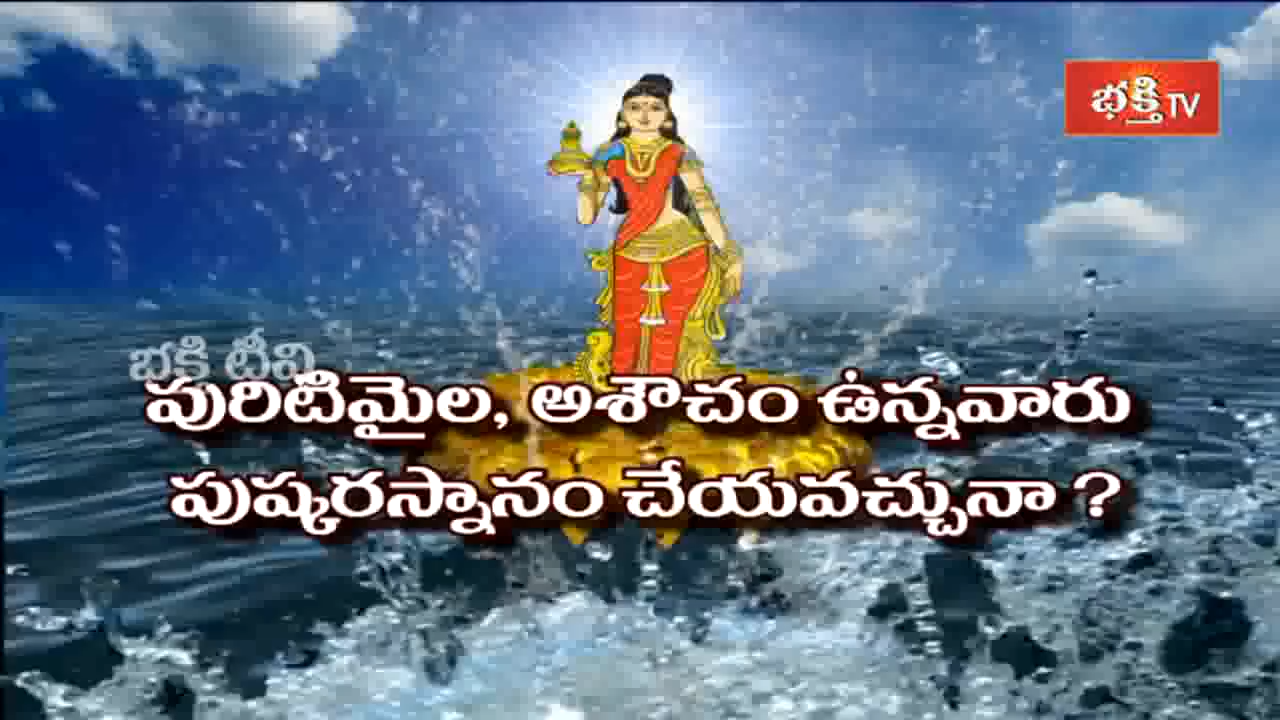 భక్తి TV
భక్తి టీవి
పురిటిమైల, అశౌచం ఉన్నవారు
పుష్కరస్నానం చేయవచ్చునా ?